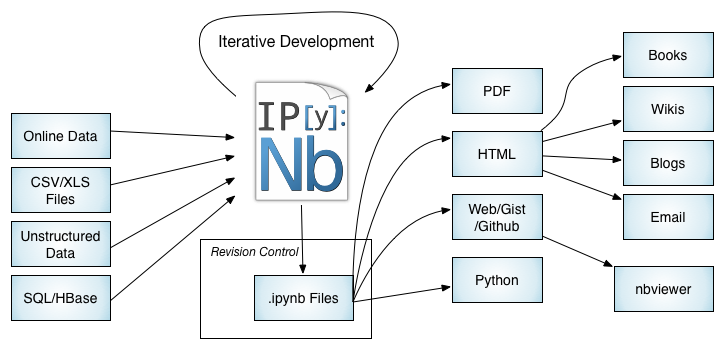 Iterative Development
IP[y]:
Nb
Online Data
CSV/XLS
Files
Unstructured
Data
SQL/HBase
Revision Control
.ipynb Files
PDF
HTML
Web/Gist
/Github
Python
Books
Wikis
Blogs
Email
nbviewer